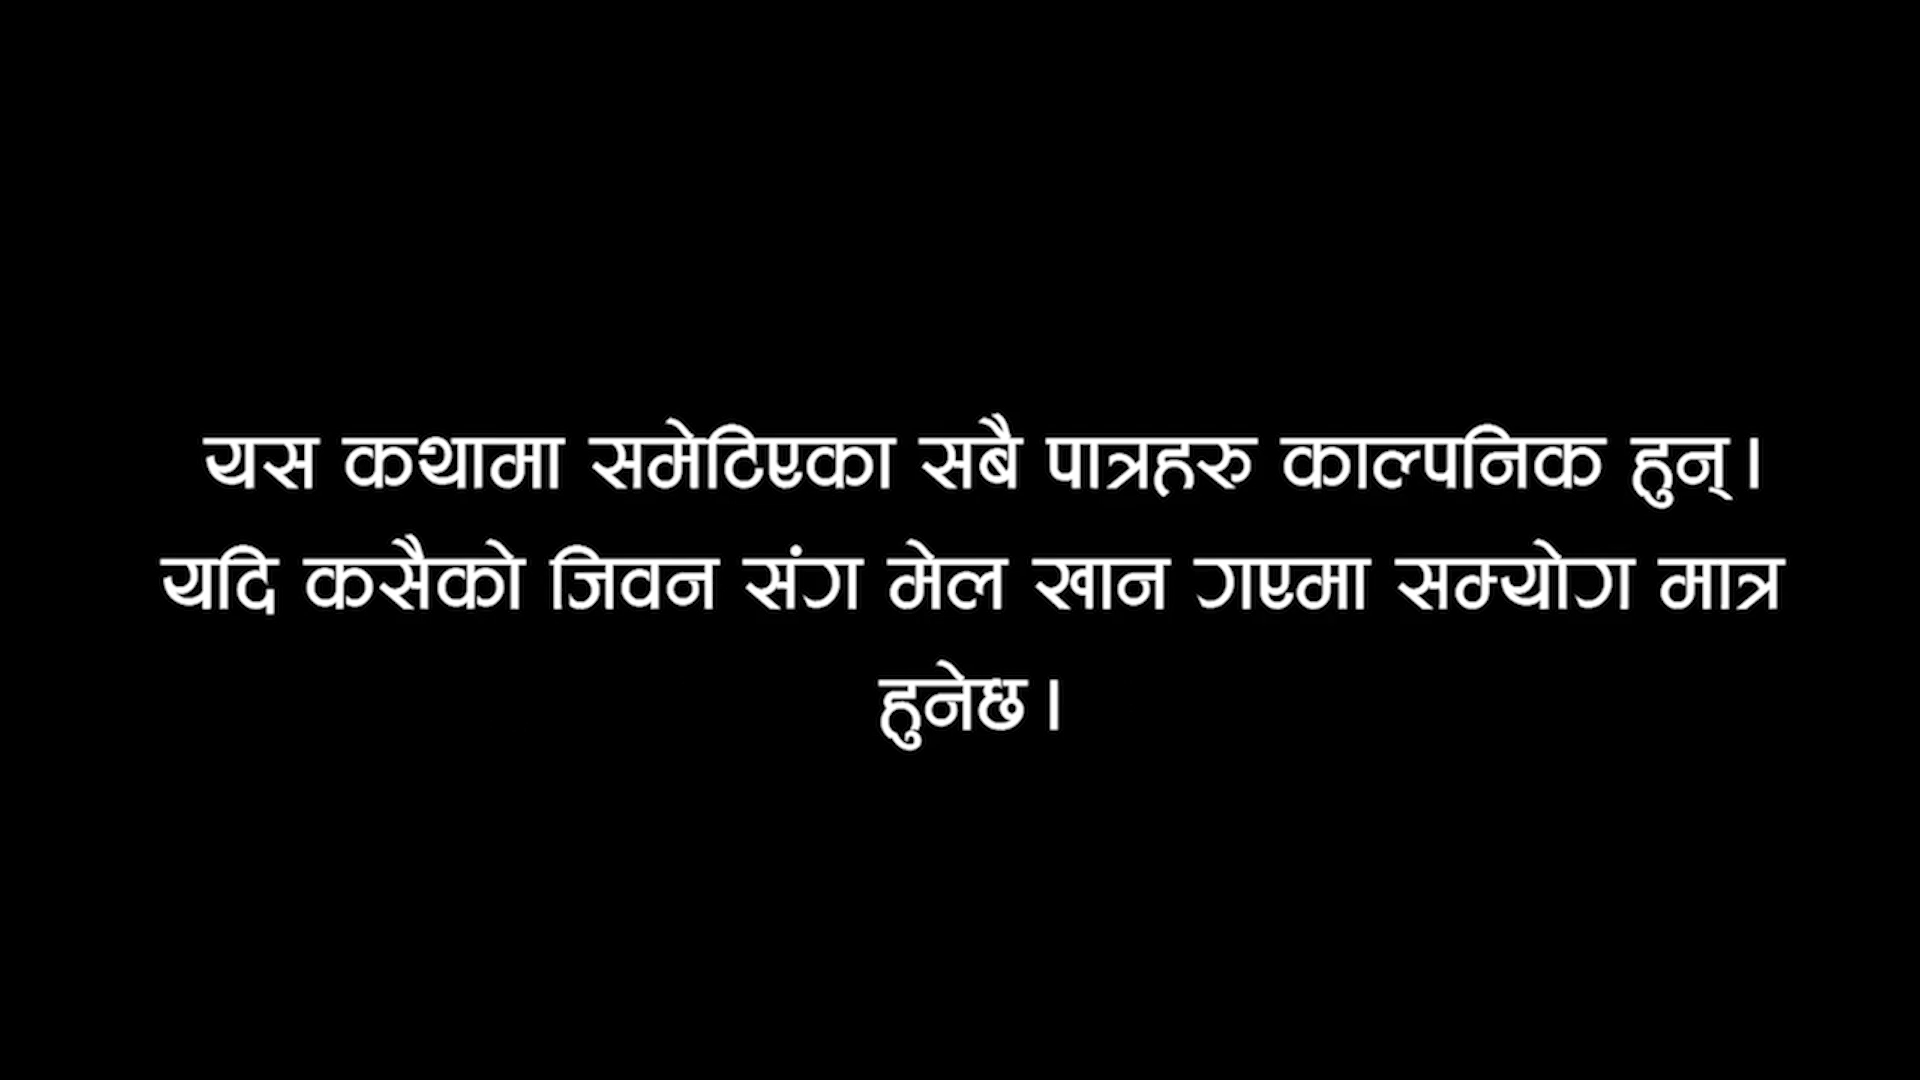 यस कथामा समेटिएका सबै पात्रहरु काल्पनिक हुन् ।
यदि कसैको जिवन संग मेल खान गएमा सम्योग मात्र
हुनेछ ।